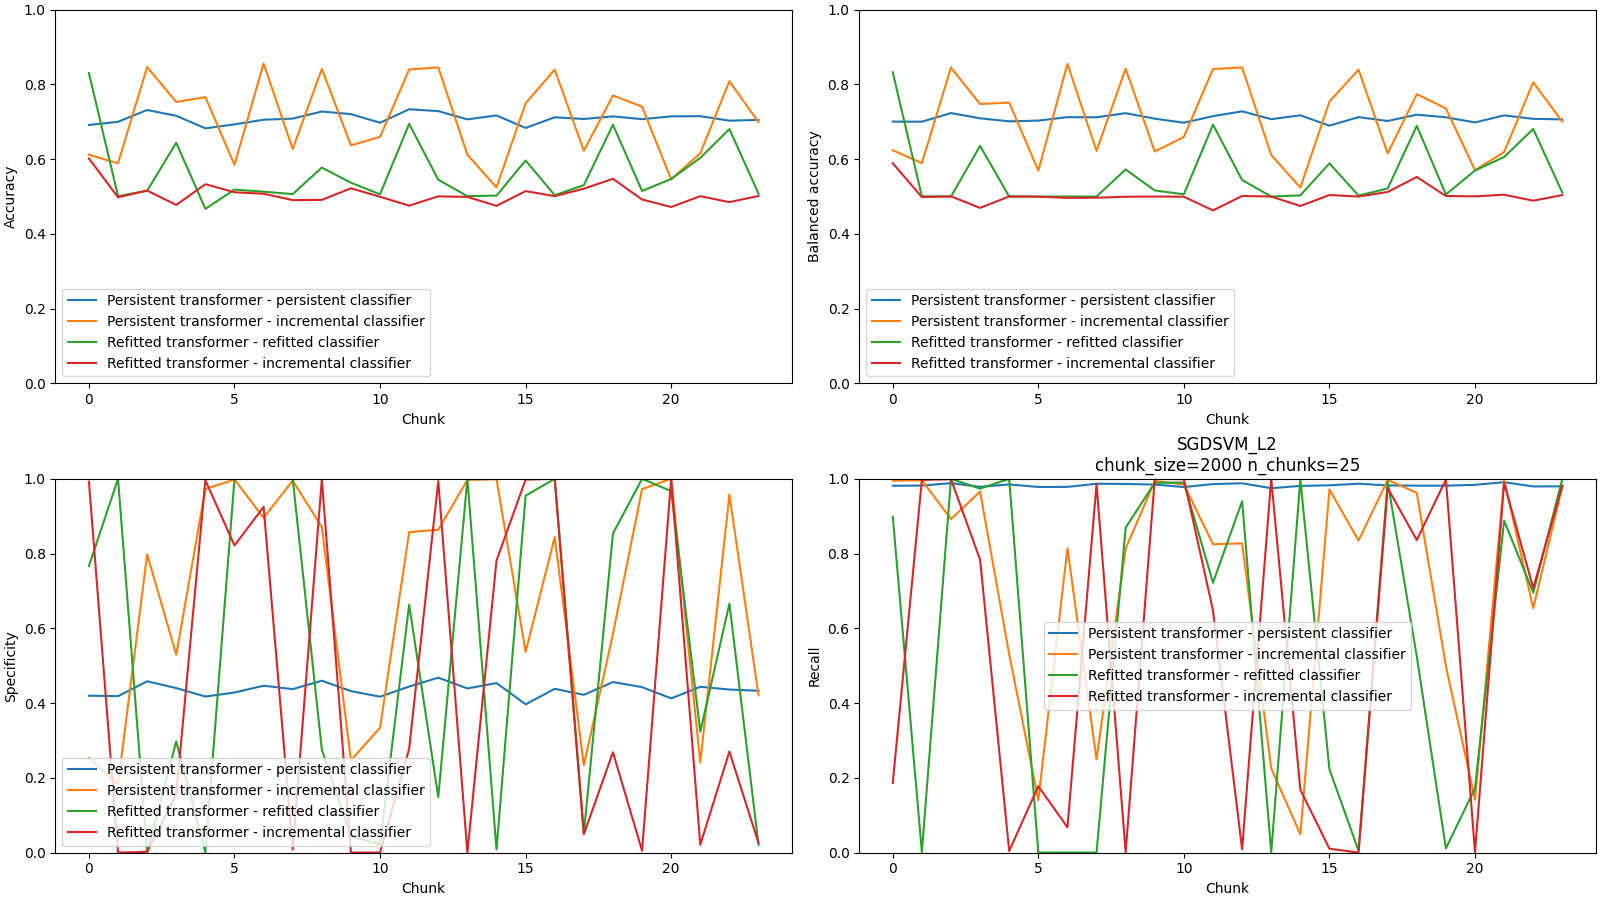 1.0
0.8
0.6
0.4
0.2
0.0
Accuracy
Persistent transformer - persistent classifier
Persistent transformer - incremental classifier
Refitted transformer - refitted classifier
Refitted transformer - incremental classifier
0 5 10 15 20
Chunk
1.0
0.8
0.6
0.4
0.2
0.0
Balanced accuracy
Persistent transformer - persistent classifier
Persistent transformer - incremental classifier
Refitted transformer - refitted classifier
Refitted transformer - incremental classifier
0 5 10 15 20
Chunk
1.0
0.8
0.6
0.4
0.2
0.0
Specificity
Persistent transformer - persistent classifier
Persistent transformer - incremental classifier
Refitted transformer - refitted classifier
Refitted transformer - incremental classifier
0 5 10 15 20
Chunk
SGDSVM_L2
chunk_size=2000 n_chunks=25
1.0
0.8
0.6
0.4
0.2
0.0
Recall
Persistent transformer - persistent classifier
Persistent transformer - incremental classifier
Refitted transformer - refitted classifier
Refitted transformer - incremental classifier
0 5 10 15 20
Chunk